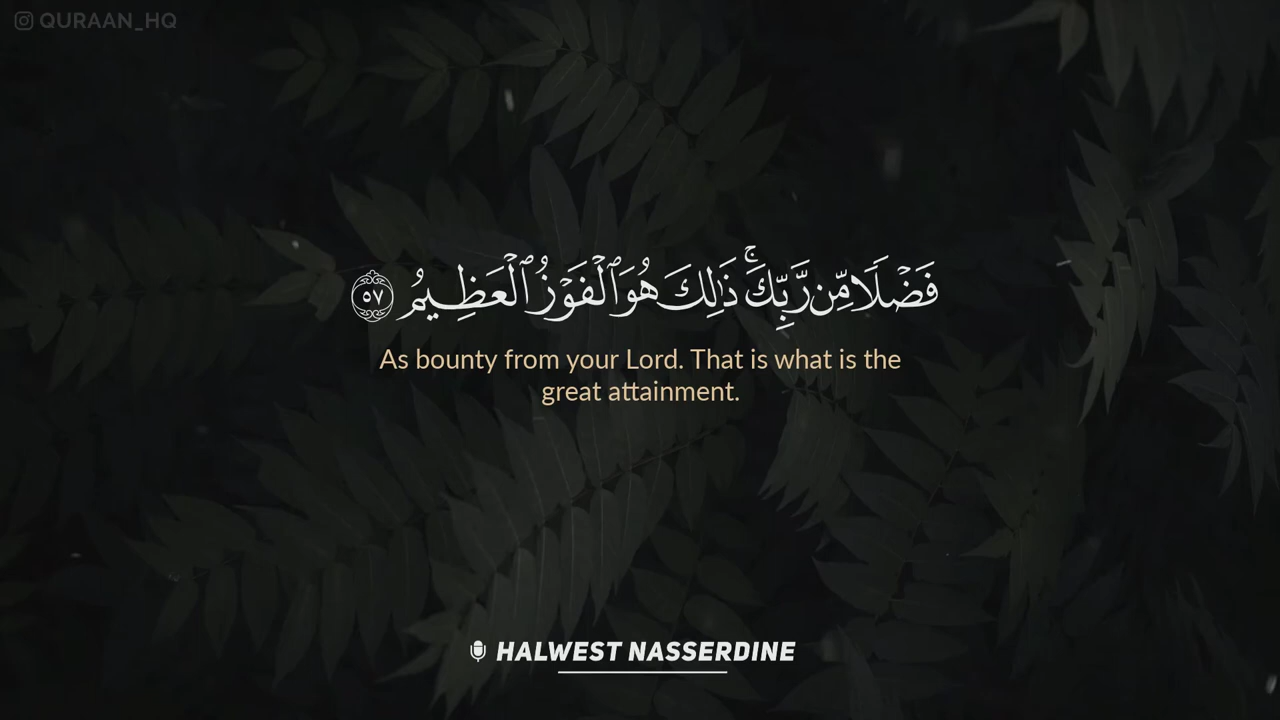 QURAAN_HQ
فَضْلًا مِّن رَّبِّكَ ۚ ذَٰلِكَ هُوَ ٱلْفَوْزُ ٱلْعَظِيمُ ٥٧
As bounty from your Lord. That is what is the
great attainment.
HALWEST NASSERDINE